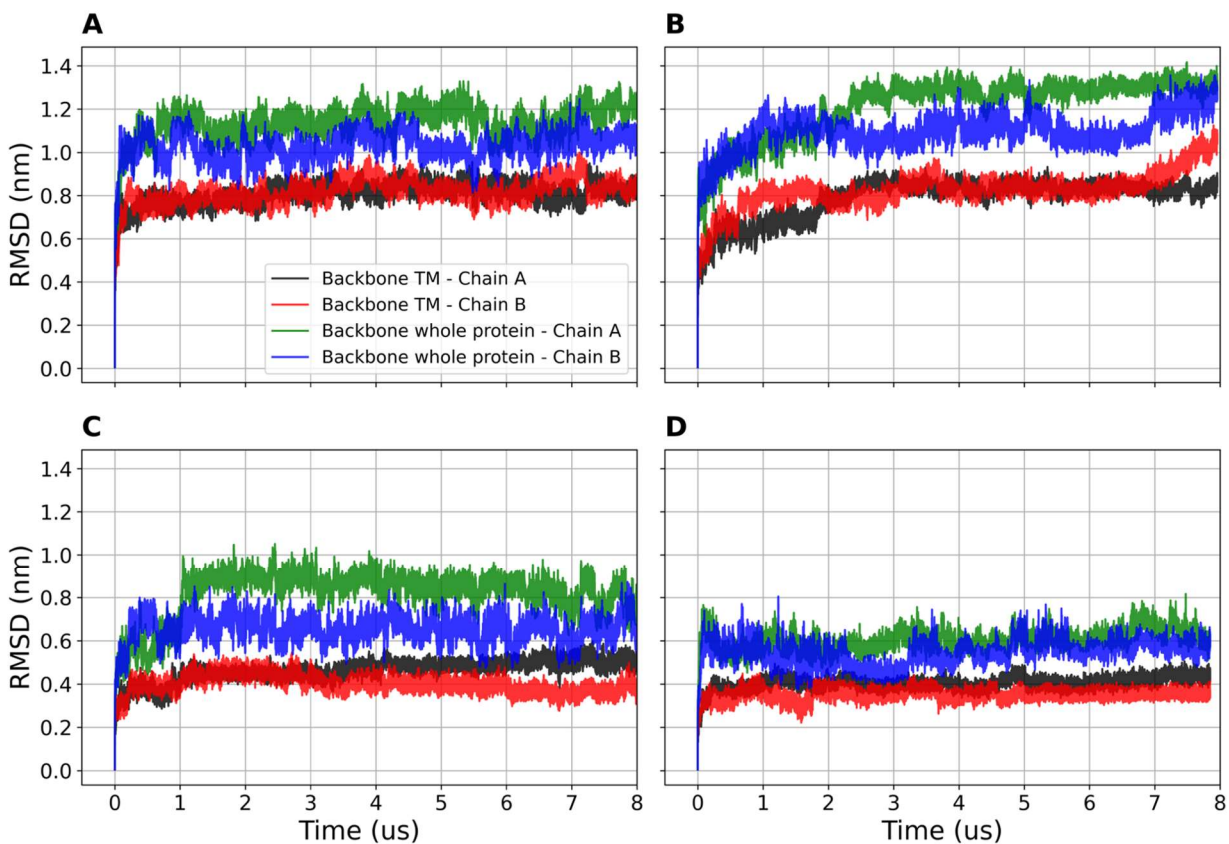 A
B
1.4
1.2
1.0
0.8
0.6
0.4
0.2
0.0
RMSD (nm)
Backbone TM - Chain A
Backbone TM - Chain B
Backbone whole protein - Chain A
Backbone whole protein - Chain B
C
D
1.4
1.2
1.0
0.8
0.6
0.4
0.2
0.0
RMSD (nm)
0 1 2 3 4 5 6 7 8
0 1 2 3 4 5 6 7 8
Time (us)
Time (us)